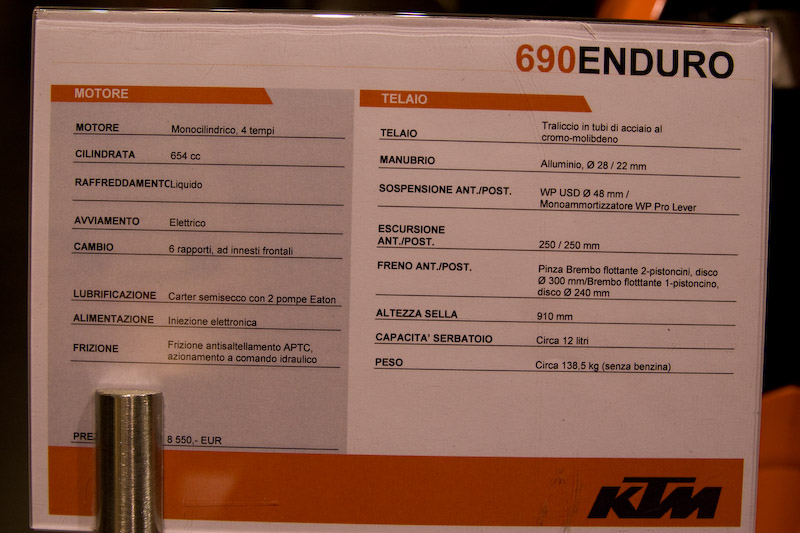 690ENDURO
MOTORE
MOTORE Monocilindrico, 4 tempi
CILINDRATA 654 cc
RAFFREDDAMENTO Liquido
AVVIAMENTO Elettrico
CAMBIO 6 rapporti, ad innesti frontali
LUBRIFICAZIONE Carter semisecco con 2 pompe Eaton
ALIMENTAZIONE Iniezione elettronica
FRIZIONE Frizione antisaltellamento APTC,
azionamento a comando idraulico
8 550,- EUR
TELAIO
TELAIO Traliccio in tubi di acciaio al
cromo-molibdeno
MANUBRIO Alluminio, Ø 28 / 22 mm
SOSPENSIONE ANT./POST. WP USD Ø 48 mm /
Monoammortizzatore WP Pro Lever
ESCURSIONE
ANT./POST. 250 / 250 mm
FRENO ANT./POST. Pinza Brembo flottante 2-pistoncini, disco
Ø 300 mm/Brembo flotttante 1-pistoncino,
disco Ø 240 mm
ALTEZZA SELLA 910 mm
CAPACITA' SERBATOIO Circa 12 litri
PESO Circa 138,5 kg (senza benzina)
KTM